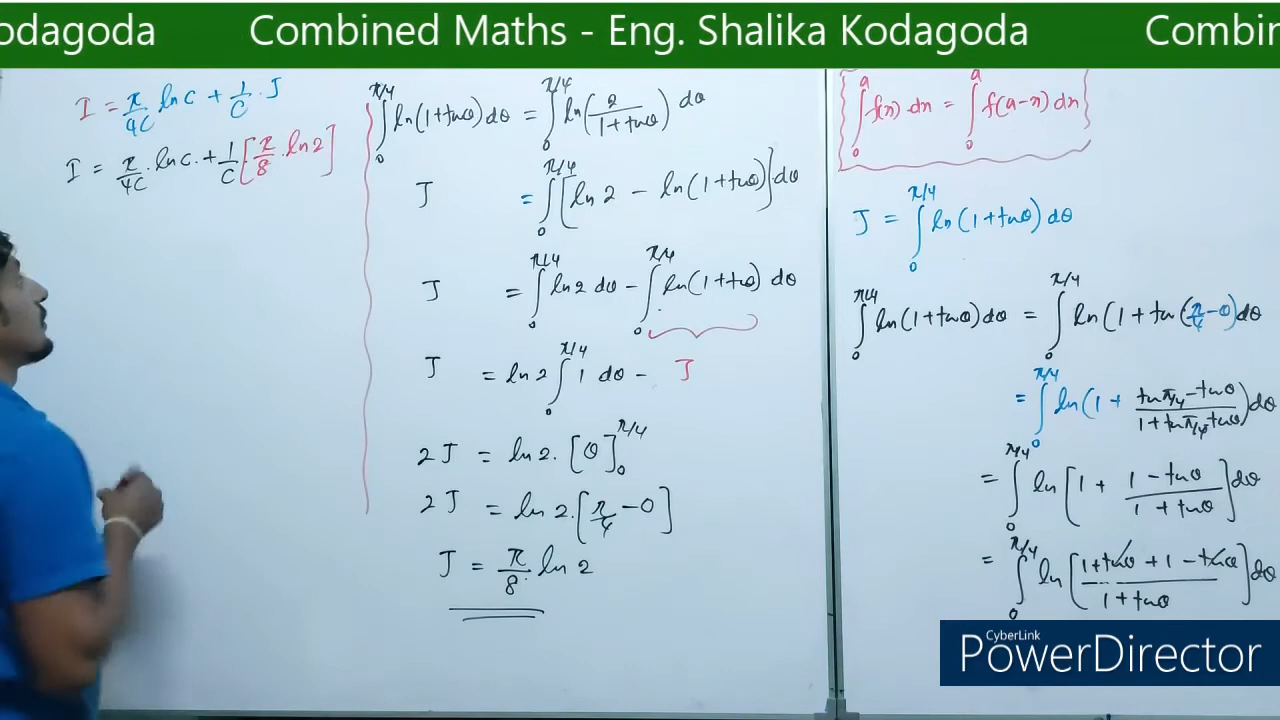 odagoda Combined Maths - Eng. Shalika Kodagoda Combin
I = π/4C ln C + 1/C . J
I = π/4C . ln C + 1/C [π/8 . ln 2]
∫₀^π/4 ln(1+tanθ) dθ = ∫₀^π/4 ln(2/(1+tanθ)) dθ
J = ∫₀^π/4 [ln 2 − ln(1+tanθ)] dθ
J = ∫₀^π/4 ln 2 dθ − ∫₀^π/4 ln(1+tanθ) dθ
J = ln 2 ∫₀^π/4 1 dθ − J
2J = ln 2 . [θ]₀^π/4
2J = ln 2 . [π/4 − 0]
J = π/8 ln 2
∫₀^a f(x) dx = ∫₀^a f(a−x) dx
J = ∫₀^π/4 ln(1+tanθ) dθ
∫₀^π/4 ln(1+tanθ) dθ = ∫₀^π/4 ln(1 + tan(π/4−θ) dθ
= ∫₀^π/4 ln(1 + (tanπ/4 − tanθ)/(1+tanπ/4 tanθ)) dθ
= ∫₀^π/4 ln[1 + (1 − tanθ)/(1 + tanθ)] dθ
= ∫₀^π/4 ln[(1+tanθ + 1 − tanθ)/(1+tanθ)] dθ
CyberLink
PowerDirector